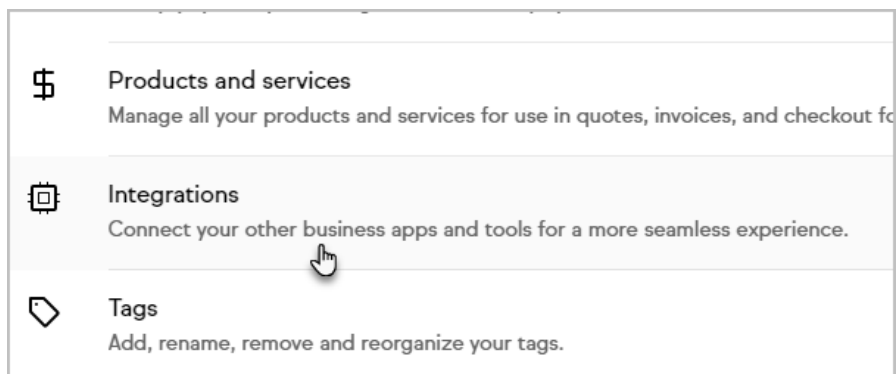 Products and services
Manage all your products and services for use in quotes, invoices, and checkout
Integrations
Connect your other business apps and tools for a more seamless experience.
Tags
Add, rename, remove and reorganize your tags.